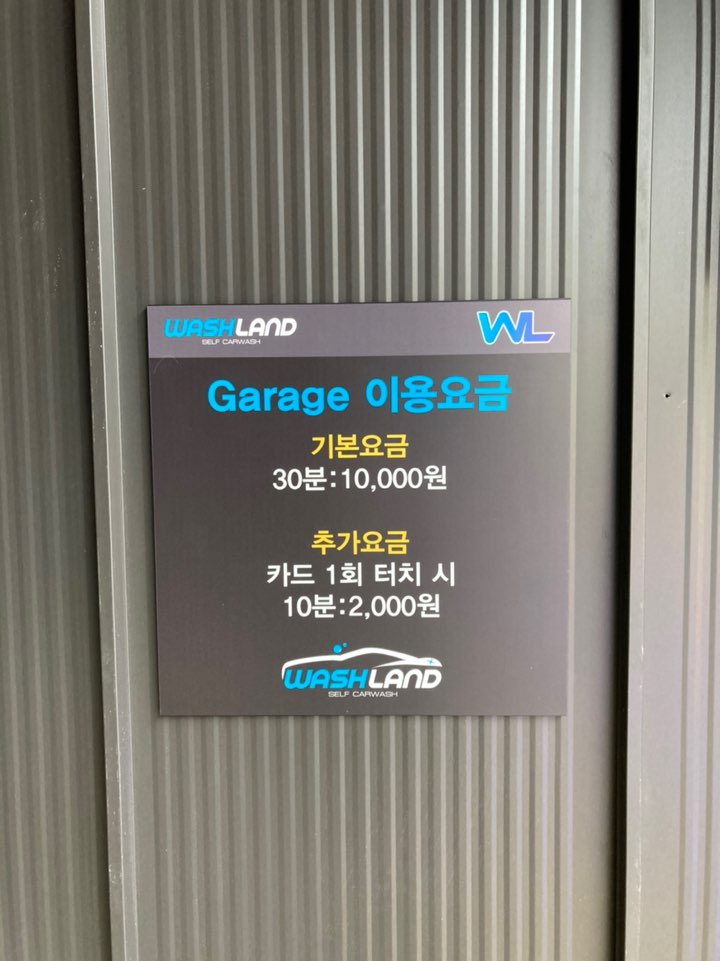 WASHLAND
SELF CARWASH
WL
Garage 이용요금
기본요금
30분:10,000원
추가요금
카드 1회 터치 시
10분:2,000원
WASHLAND
SELF CARWASH